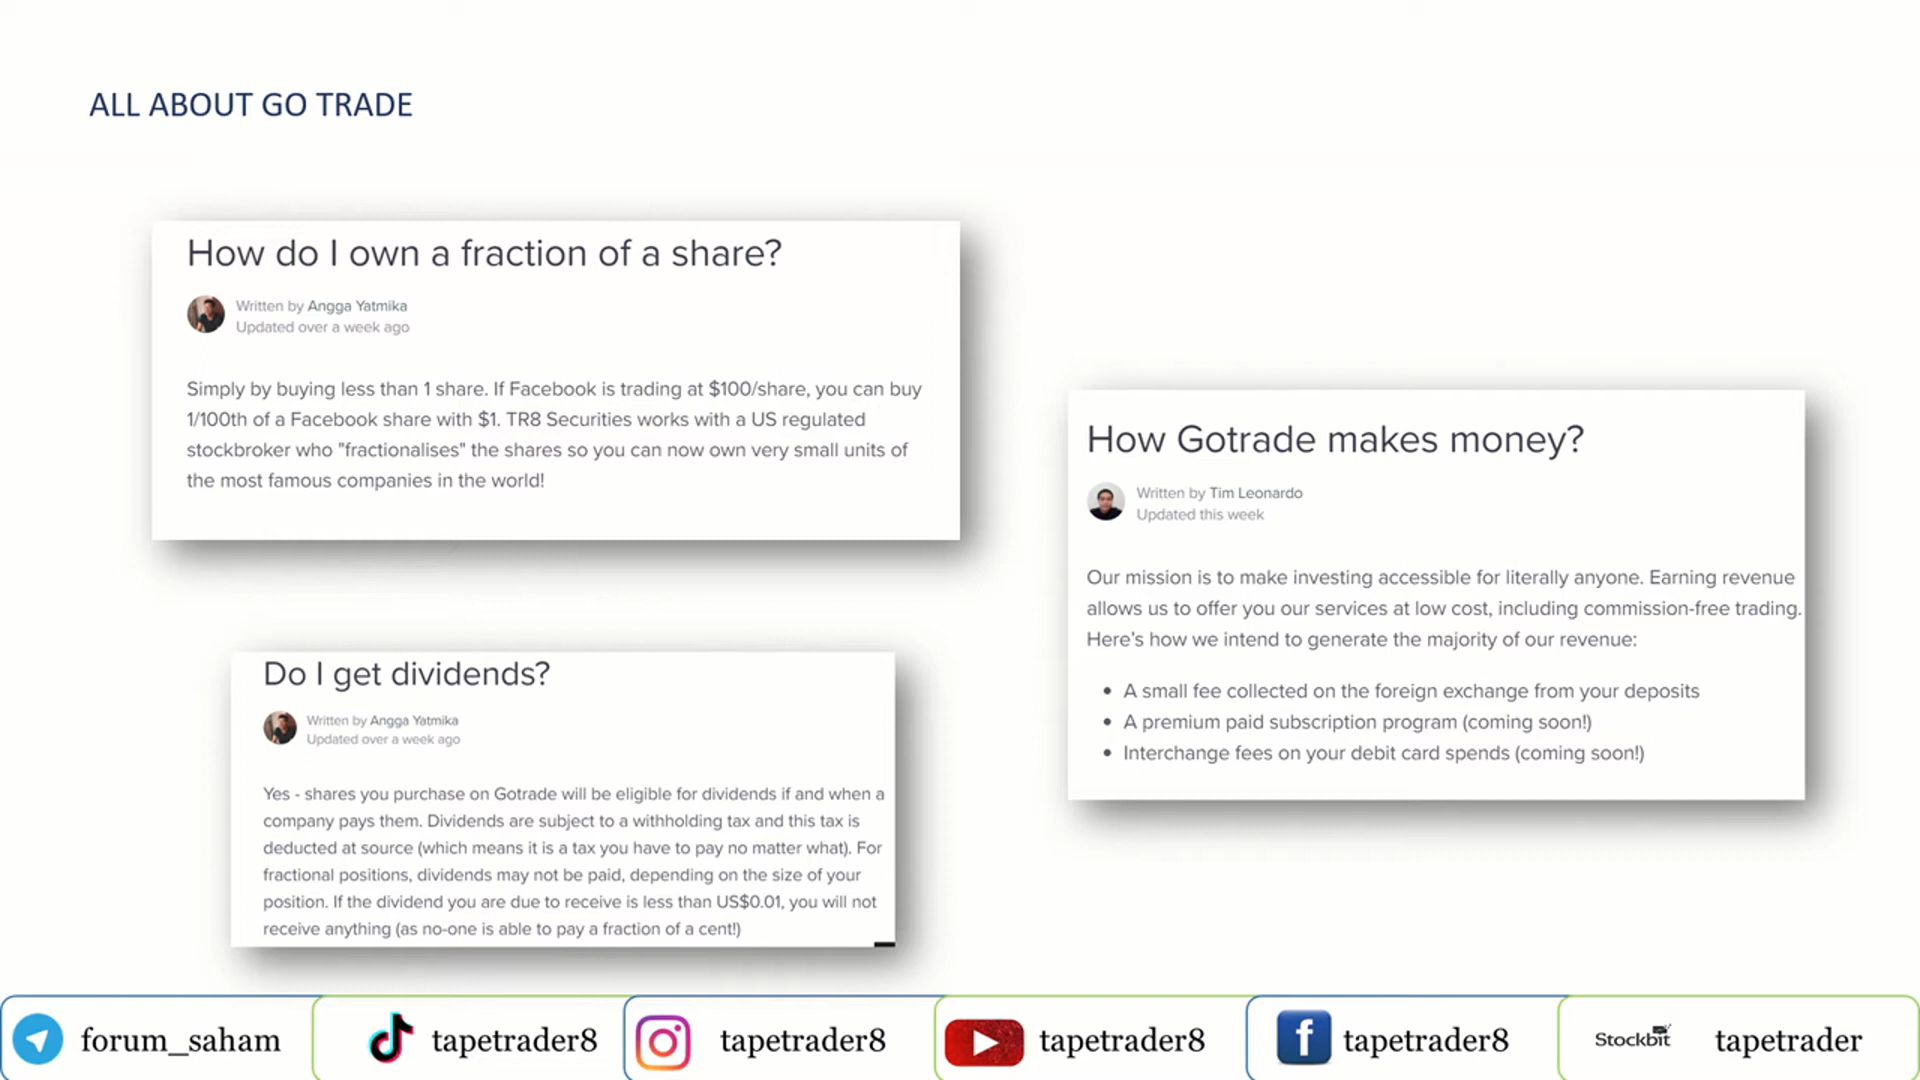 ALL ABOUT GO TRADE
How do I own a fraction of a share?
Written by Angga Yatmika
Updated over a week ago
Simply by buying less than 1 share. If Facebook is trading at $100/share, you can buy
1/100th of a Facebook share with $1. TR8 Securities works with a US regulated
stockbroker who "fractionalises" the shares so you can now own very small units of
the most famous companies in the world!
Do I get dividends?
Written by Angga Yatmika
Updated over a week ago
Yes - shares you purchase on Gotrade will be eligible for dividends if and when a
company pays them. Dividends are subject to a withholding tax and this tax is
deducted at source (which means it is a tax you have to pay no matter what). For
fractional positions, dividends may not be paid, depending on the size of your
position. If the dividend you are due to receive is less than US$0.01, you will not
receive anything (as no-one is able to pay a fraction of a cent!)
How Gotrade makes money?
Written by Tim Leonardo
Updated this week
Our mission is to make investing accessible for literally anyone. Earning revenue
allows us to offer you our services at low cost, including commission-free trading.
Here's how we intend to generate the majority of our revenue:
• A small fee collected on the foreign exchange from your deposits
• A premium paid subscription program (coming soon!)
• Interchange fees on your debit card spends (coming soon!)
forum_saham
tapetrader8
tapetrader8
tapetrader8
tapetrader8
Stockbit
tapetrader